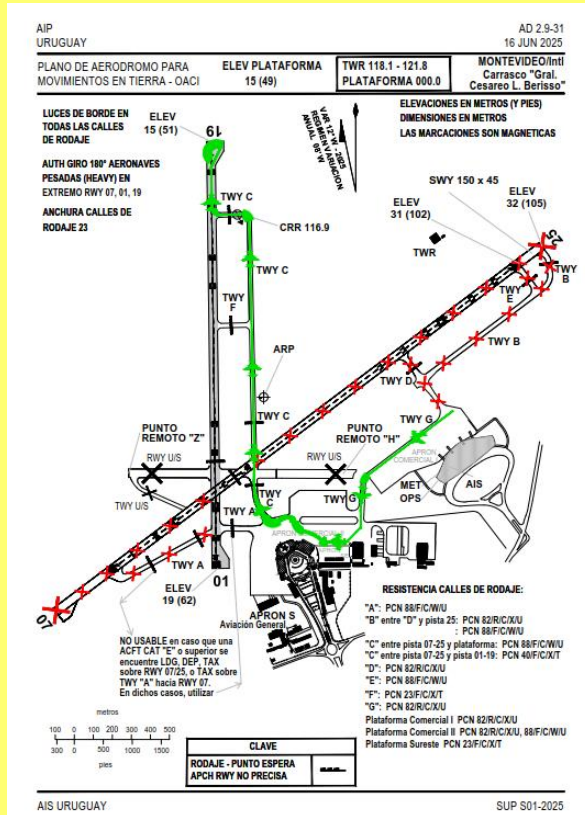 AIP
URUGUAY
AD 2.9-31
16 JUN 2025
PLANO DE AERODROMO PARA
MOVIMIENTOS EN TIERRA - OACI
ELEV PLATAFORMA
15 (49)
TWR 118.1 - 121.8
PLATAFORMA 000.0
MONTEVIDEO/Intl
Carrasco "Gral.
Cesareo L. Berisso"
LUCES DE BORDE EN
TODAS LAS CALLES
DE RODAJE
AUTH GIRO 180° AERONAVES
PESADAS (HEAVY) EN
EXTREMO RWY 07, 01, 19
ANCHURA CALLES DE
RODAJE 23
ELEV
15 (51)
19
VAR 12° W - 2025
REGIMEN VARIACION
ANUAL 08'W
ELEVACIONES EN METROS (Y PIES)
DIMENSIONES EN METROS
LAS MARCACIONES SON MAGNETICAS
SWY 150 x 45
ELEV
31 (102)
ELEV
32 (105)
25
TWR
TWY C
CRR 116.9
TWY C
TWY
F
ARP
TWY C
TWY
B
TWY
E
TWY B
TWY D
TWY G
APRON
COMERCIAL
PUNTO
REMOTO "Z"
RWY U/S
PUNTO
REMOTO "H"
RWY U/S
TWY U/S
TWY
C
TWY A
TWY G
MET
OPS
AIS
TWY A
ELEV
19 (62)
01
07
APRON S
Aviación General
NO USABLE en caso que una
ACFT CAT "E" o superior se
encuentre LDG, DEP, TAX
sobre RWY 07/25, o TAX sobre
TWY "A" hacia RWY 07.
En dichos casos, utilizar
RESISTENCIA CALLES DE RODAJE:
"A": PCN 88/F/C/W/U
"B" entre "D" y pista 25: PCN 82/R/C/X/U
: PCN 88/F/C/W/U
"C" entre pista 07-25 y plataforma: PCN 88/F/C/W/U
"C" entre pista 07-25 y pista 01-19: PCN 40/F/C/X/T
"D": PCN 82/R/C/X/U
"E": PCN 88/F/C/W/U
"F": PCN 23/F/C/X/T
"G": PCN 82/R/C/X/U
Plataforma Comercial I PCN 82/R/C/X/U
Plataforma Comercial II PCN 82/R/C/X/U, 88/F/C/W/U
Plataforma Sureste PCN 23/F/C/X/T
metros
100 0 100 200 300 400 500
300 0 500 1000 1500
pies
CLAVE
RODAJE - PUNTO ESPERA
APCH RWY NO PRECISA
AIS URUGUAY
SUP S01-2025